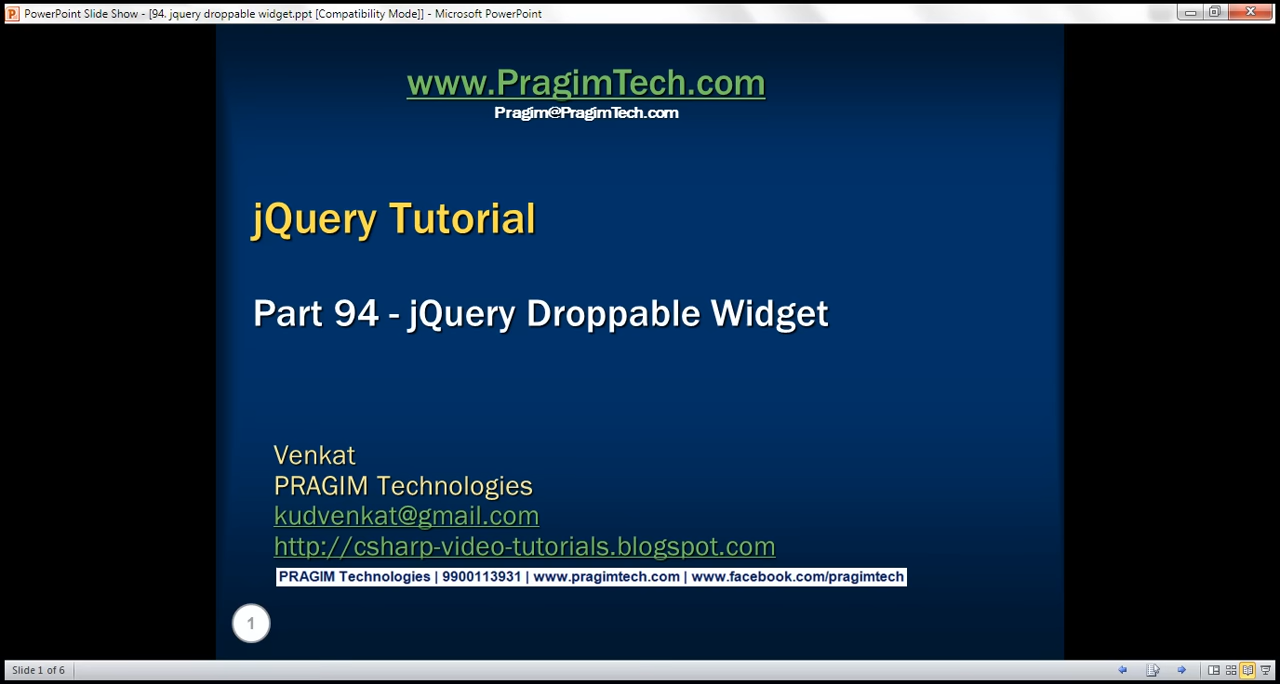 PowerPoint Slide Show - [94. jquery droppable widget.ppt [Compatibility Mode]] - Microsoft PowerPoint
www.PragimTech.com
Pragim@PragimTech.com
jQuery Tutorial
Part 94 - jQuery Droppable Widget
Venkat
PRAGIM Technologies
kudvenkat@gmail.com
http://csharp-video-tutorials.blogspot.com
PRAGIM Technologies | 9900113931 | www.pragimtech.com | www.facebook.com/pragimtech
1
Slide 1 of 6